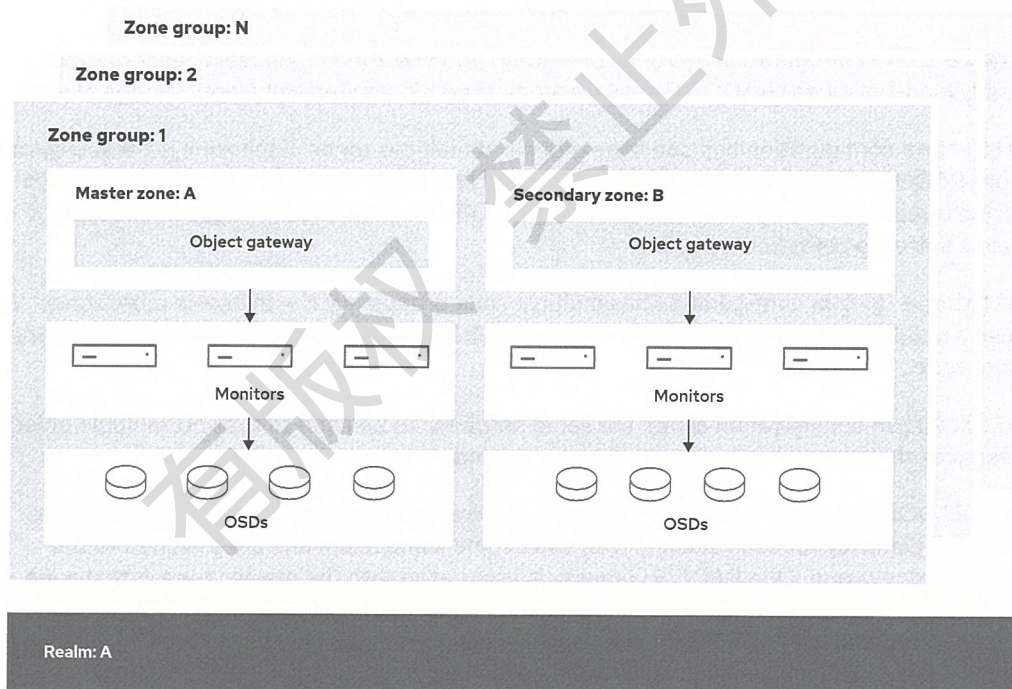 Zone group: N
Zone group: 2
Zone group: 1
Master zone: A
Object gateway
Monitors
OSDs
Secondary zone: B
Object gateway
Monitors
OSDs
Realm: A
有版权 禁止